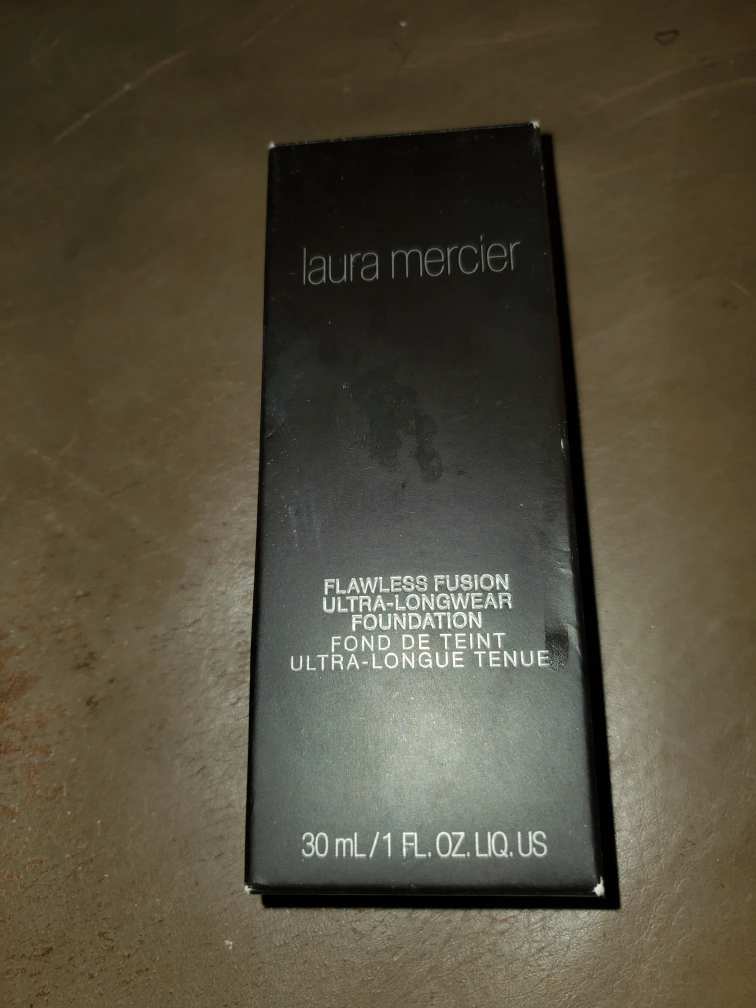 laura mercier
FLAWLESS FUSION
ULTRA-LONGWEAR
FOUNDATION
FOND DE TEINT
ULTRA-LONGUE TENUE
30 mL/1 FL. OZ. LIQ. US